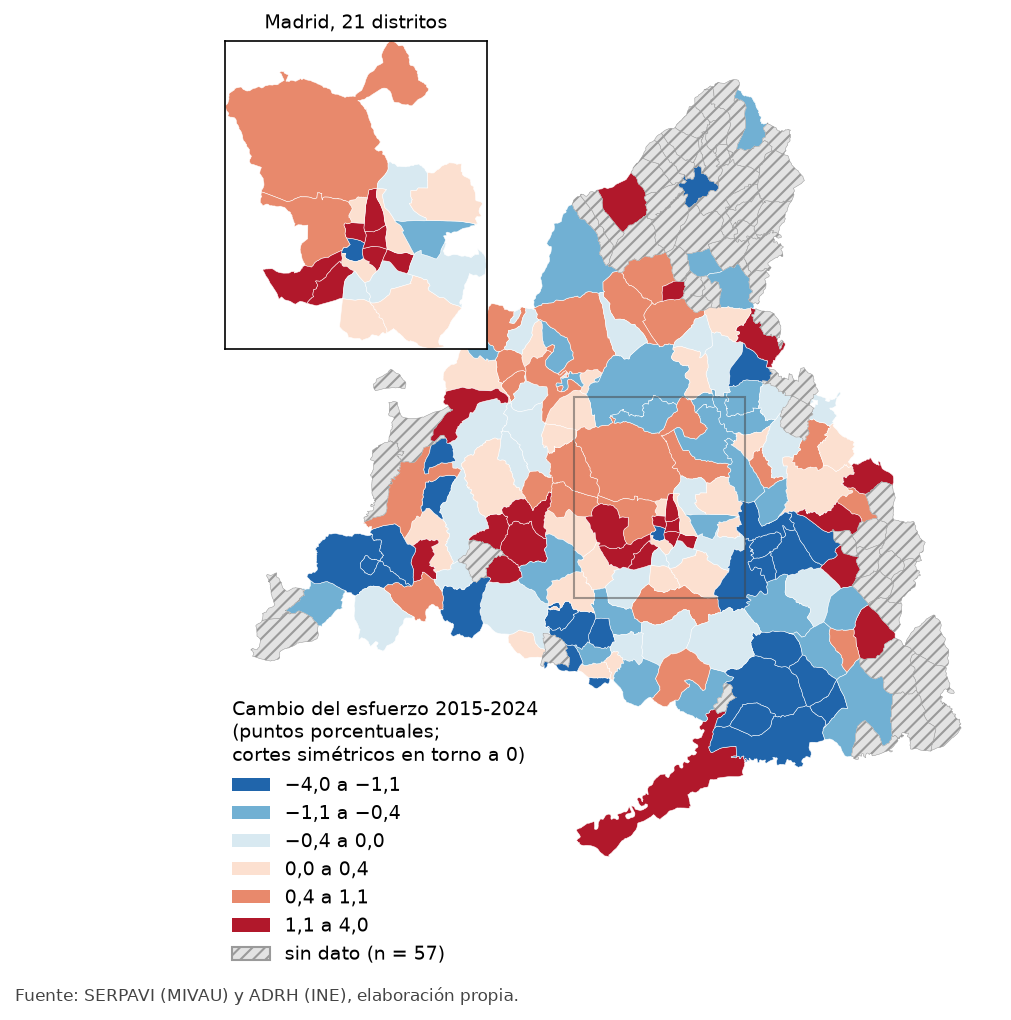 Madrid, 21 distritos
Cambio del esfuerzo 2015-2024
(puntos porcentuales;
cortes simétricos en torno a 0)
−4,0 a −1,1
−1,1 a −0,4
−0,4 a 0,0
0,0 a 0,4
0,4 a 1,1
1,1 a 4,0
sin dato (n = 57)
Fuente: SERPAVI (MIVAU) y ADRH (INE), elaboración propia.